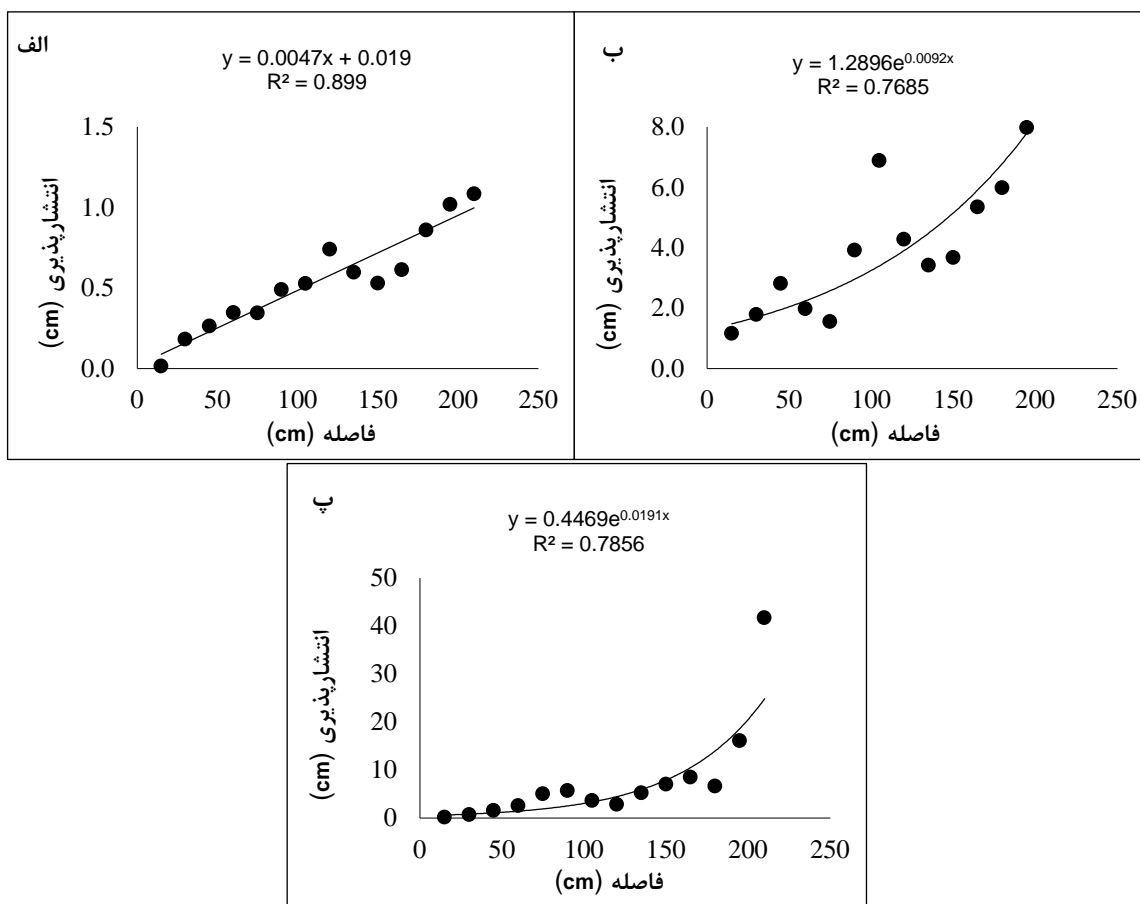 الف
y = 0.0047x + 0.019
R² = 0.899
1.5
1.0
0.5
0.0
0 50 100 150 200 250
انتشارپذیری (cm)
فاصله (cm)
ب
y = 1.2896e^0.0092x
R² = 0.7685
8.0
6.0
4.0
2.0
0.0
0 50 100 150 200 250
انتشارپذیری (cm)
فاصله (cm)
پ
y = 0.4469e^0.0191x
R² = 0.7856
50
40
30
20
10
0
0 50 100 150 200 250
انتشارپذیری (cm)
فاصله (cm)